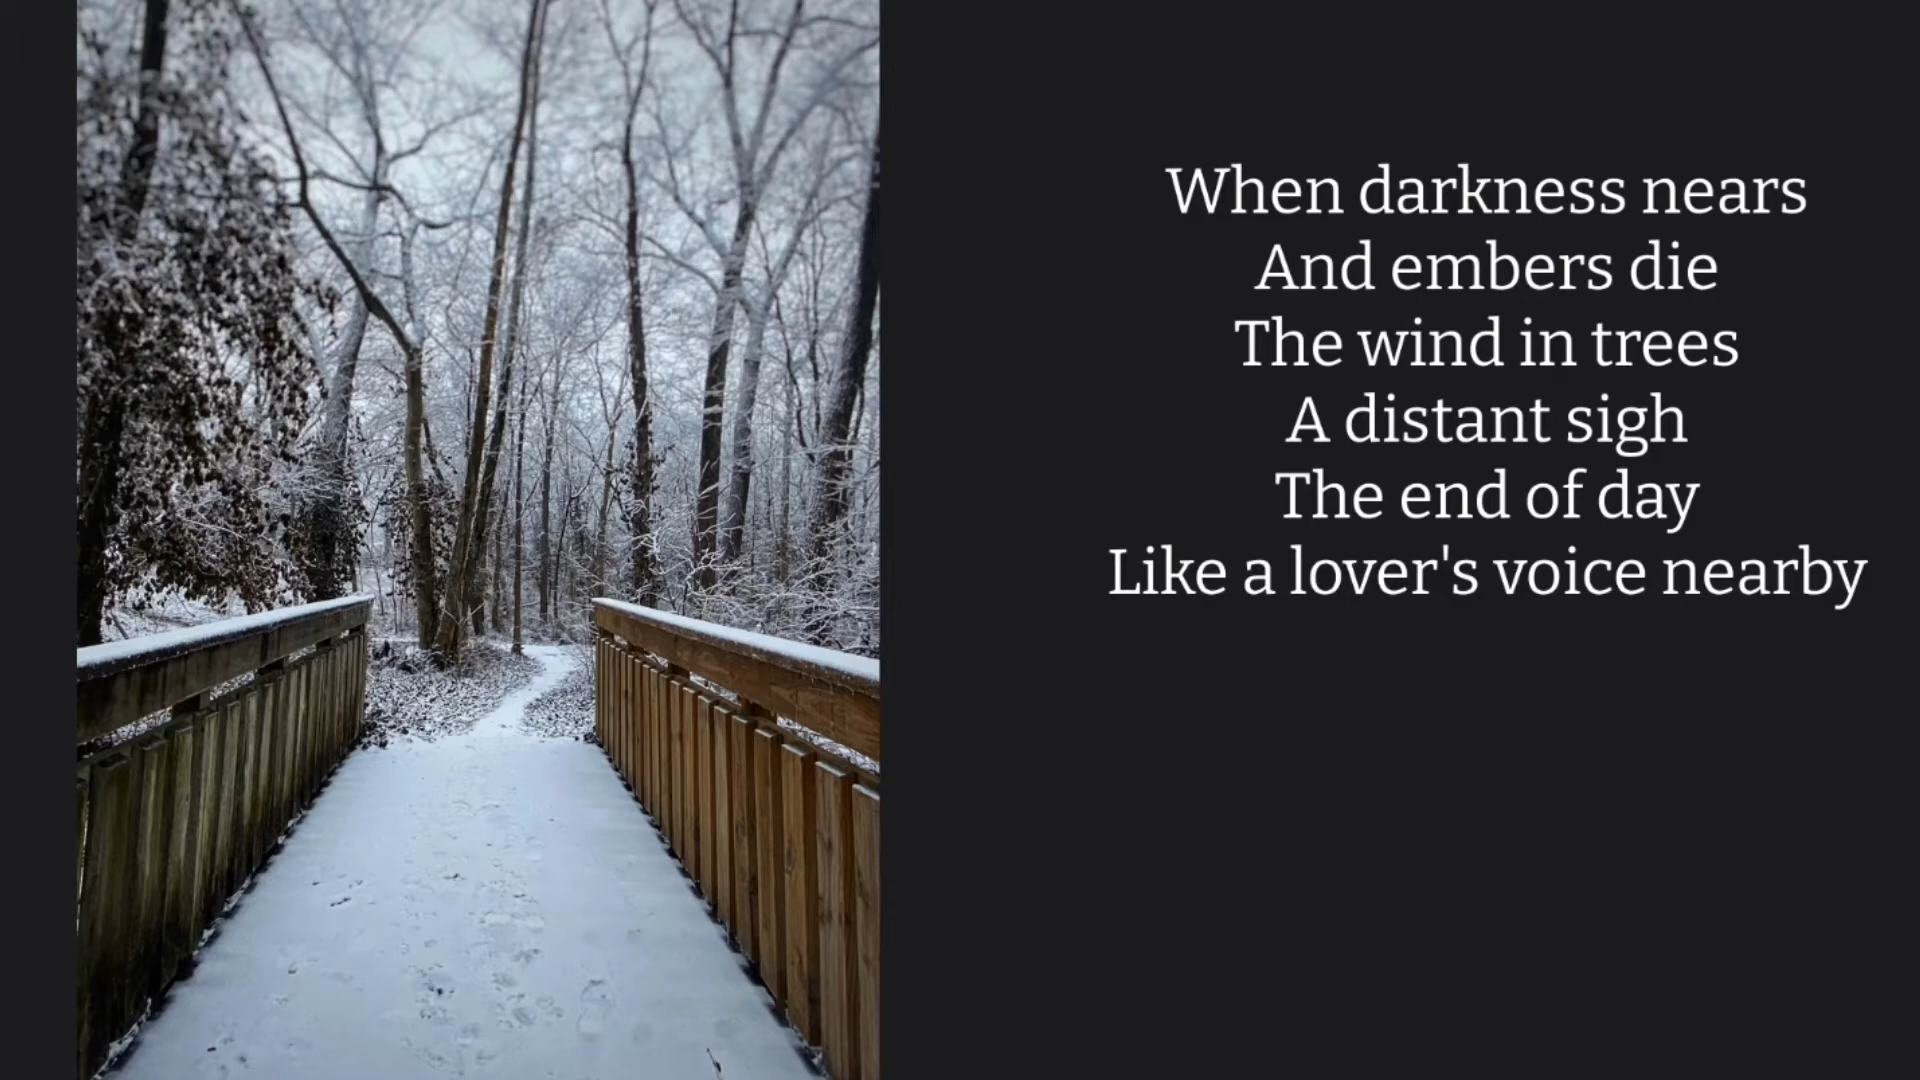 When darkness nears
And embers die
The wind in trees
A distant sigh
The end of day
Like a lover's voice nearby